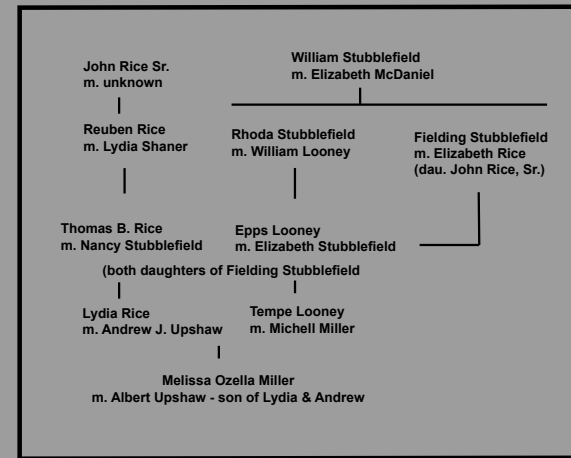 John Rice Sr.
m. unknown
William Stubblefield
m. Elizabeth McDaniel
Reuben Rice
m. Lydia Shaner
Rhoda Stubblefield
m. William Looney
Fielding Stubblefield
m. Elizabeth Rice
(dau. John Rice, Sr.)
Thomas B. Rice
m. Nancy Stubblefield
Epps Looney
m. Elizabeth Stubblefield
(both daughters of Fielding Stubblefield
Lydia Rice
m. Andrew J. Upshaw
Tempe Looney
m. Michell Miller
Melissa Ozella Miller
m. Albert Upshaw - son of Lydia & Andrew